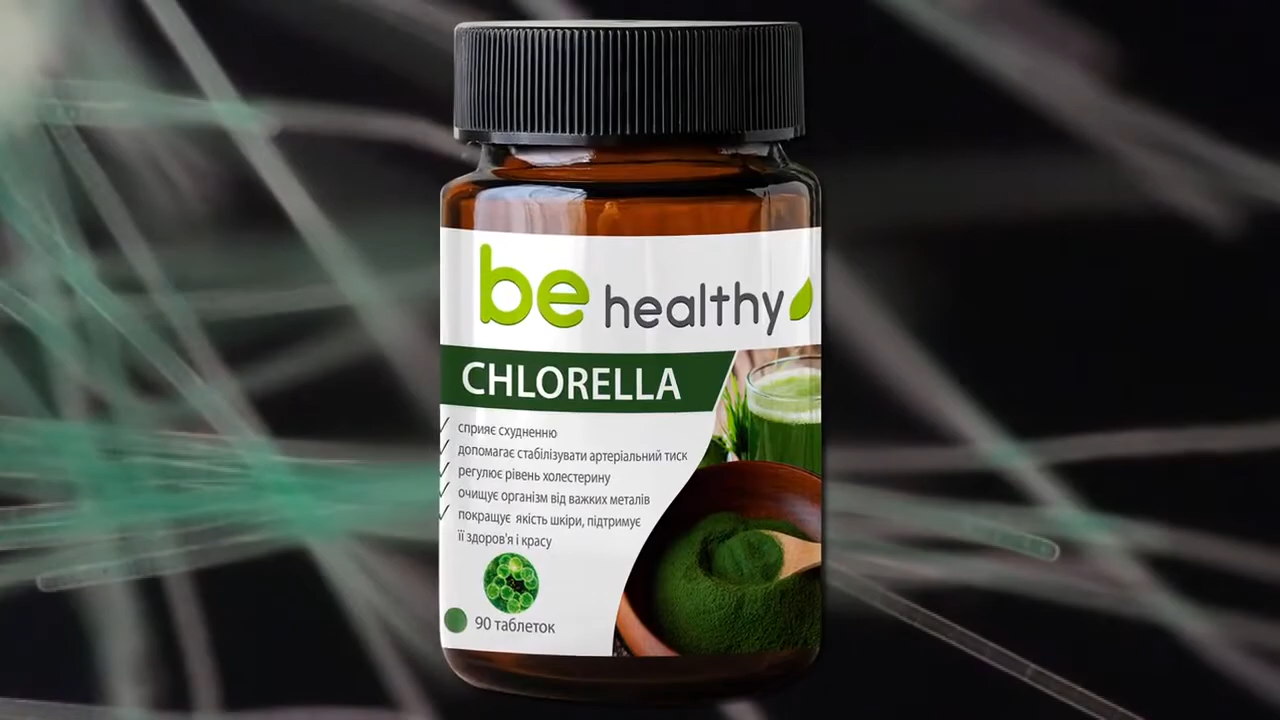 be healthy
CHLORELLA
сприяє схудненню
допомагає стабілізувати артеріальний тиск
регулює рівень холестерину
очищує організм від важких металів
покращує якість шкіри, підтримує
її здоров'я і красу
90 таблеток